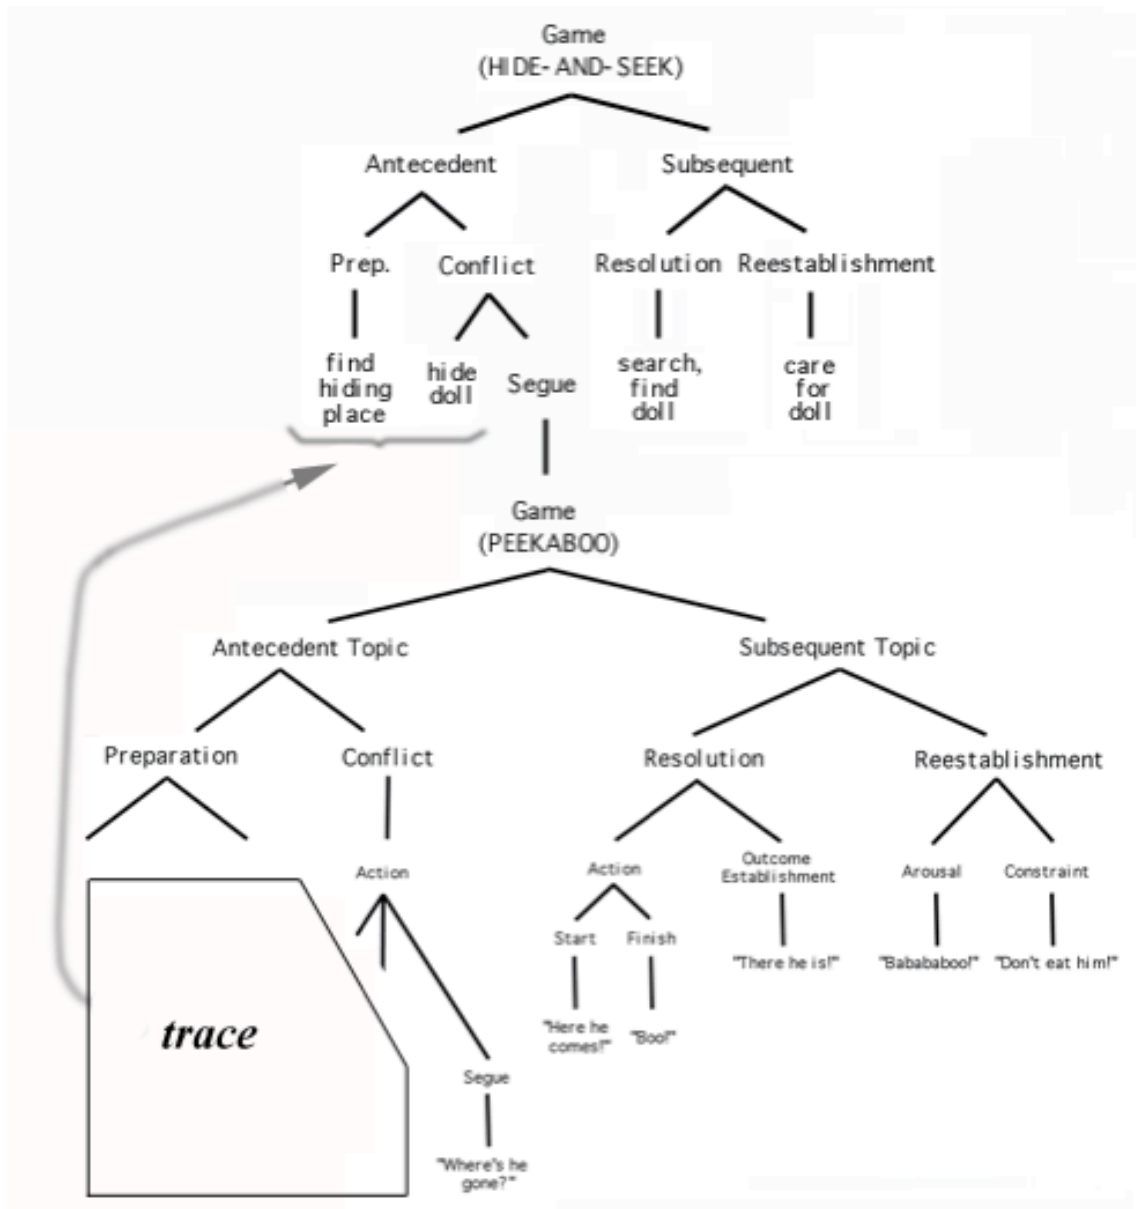 Game
(HIDE-AND-SEEK)
Antecedent
Subsequent
Prep.
Conflict
Resolution
Reestablishment
find
hiding
place
hide
doll
Segue
search,
find
doll
care
for
doll
Game
(PEEKABOO)
Antecedent Topic
Subsequent Topic
Preparation
Conflict
Resolution
Reestablishment
Action
Action
Outcome
Establishment
Arousal
Constraint
Start
Finish
"There he is!"
"Babababoo!"
"Don't eat him!"
"Here he
comes!"
"Boo!"
trace
Segue
"Where's he
gone?"